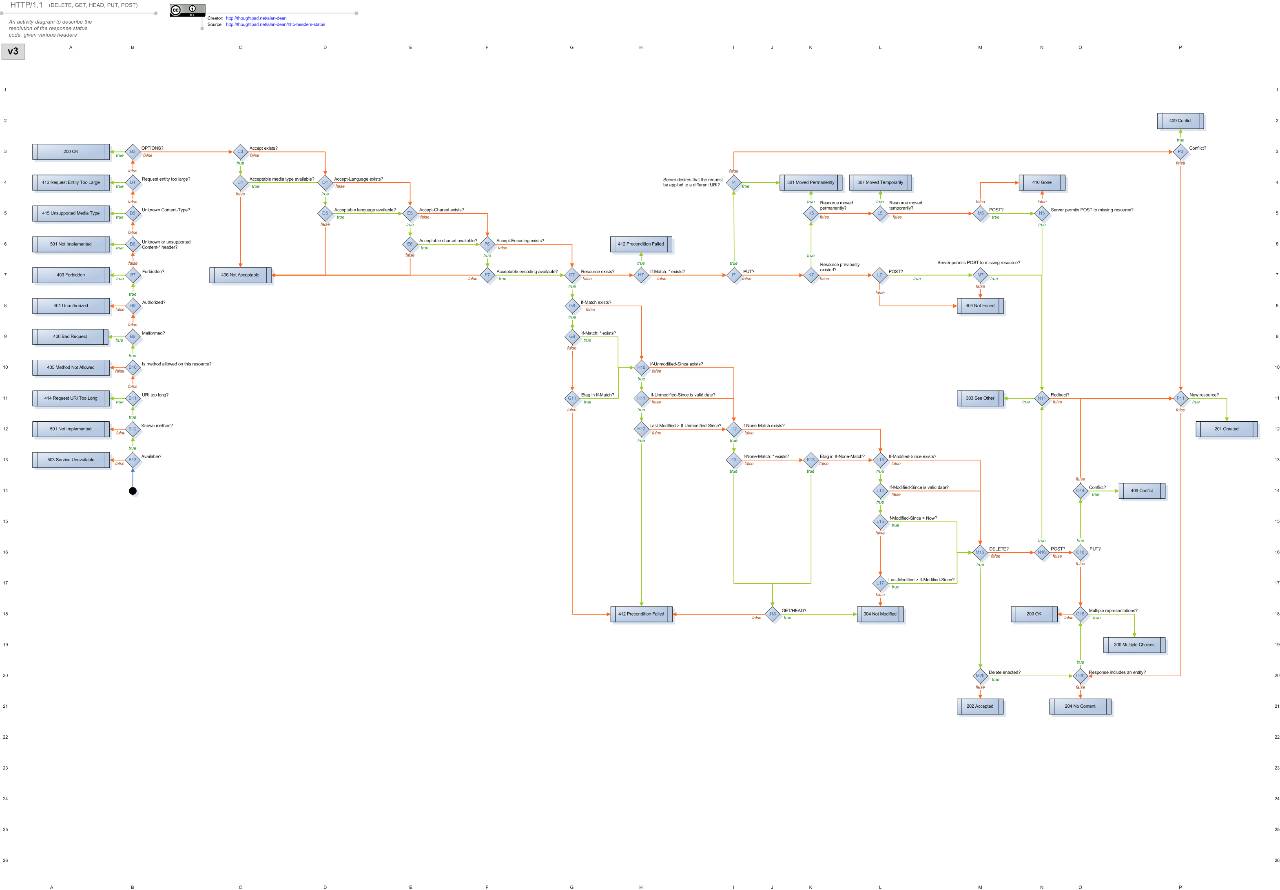 HTTP/1.1 (DELETE, GET, HEAD, PUT, POST)
An activity diagram to describe the
resolution of the response status
code, given various headers
Creator: http://thoughtpad.net/alan-dean
Source: http://thoughtpad.net/alan-dean/http-headers-status
v3
A B C D E F G H I J K L M N O P
409 Conflict
200 OK
OPTIONS?
Accept exists?
Conflict?
413 Request Entity Too Large
Request entity too large?
Acceptable media type available?
Accept-Language exists?
Server desires that the request
be applied to a different URI?
301 Moved Permanently
307 Moved Temporarily
410 Gone
415 Unsupported Media Type
Unknown Content-Type?
Acceptable language available?
Accept-Charset exists?
Resource moved
permanently?
Resource moved
temporarily?
POST?
Server permits POST to missing resource?
501 Not Implemented
Unknown or unsupported
Content-* header?
Acceptable charset available?
Accept-Encoding exists?
412 Precondition Failed
403 Forbidden
Forbidden?
406 Not Acceptable
Acceptable encoding available?
Resource exists?
If-Match: * exists?
PUT?
Resource previously
existed?
POST?
Server permits POST to missing resource?
401 Unauthorized
Authorized?
If-Match exists?
404 Not Found
400 Bad Request
Malformed?
If-Match: * exists?
405 Method Not Allowed
Is method allowed on this resource?
If-Unmodified-Since exists?
414 Request URI Too Long
URI too long?
Etag in If-Match?
If-Unmodified-Since is valid date?
303 See Other
Redirect?
New resource?
501 Not Implemented
Known method?
Last-Modified > If-Unmodified-Since?
If-None-Match exists?
201 Created
503 Service Unavailable
Available?
If-None-Match: * exists?
Etag in If-None-Match?
If-Modified-Since exists?
If-Modified-Since is valid date?
Conflict?
409 Conflict
If-Modified-Since > Now?
DELETE?
POST?
PUT?
Last-Modified > If-Modified-Since?
412 Precondition Failed
GET/HEAD?
304 Not Modified
200 OK
Multiple representations?
300 Multiple Choices
Delete enacted?
Response includes an entity?
202 Accepted
204 No Content
A B C D E F G H I J K L M N O P